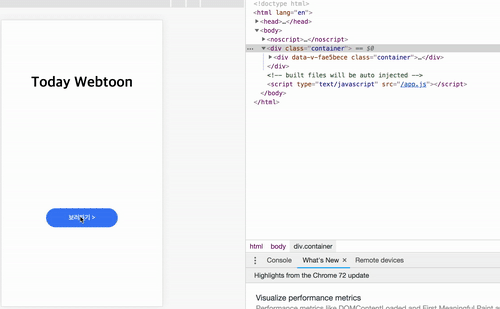 Today Webtoon
보러가기 >
<!doctype html>
<html lang="en">
▶<head>…</head>
▼<body>
▶<noscript>…</noscript>
… ▼<div class="container"> == $0
▶<div data-v-fae5bece class="container">…</div>
</div>
<!-- built files will be auto injected -->
<script type="text/javascript" src="/app.js"></script>
</body>
</html>
html body div.container
Console What's New × Remote devices
Highlights from the Chrome 72 update
Visualize performance metrics
Performance metrics like DOMContentLoaded and First Meaningful Paint a